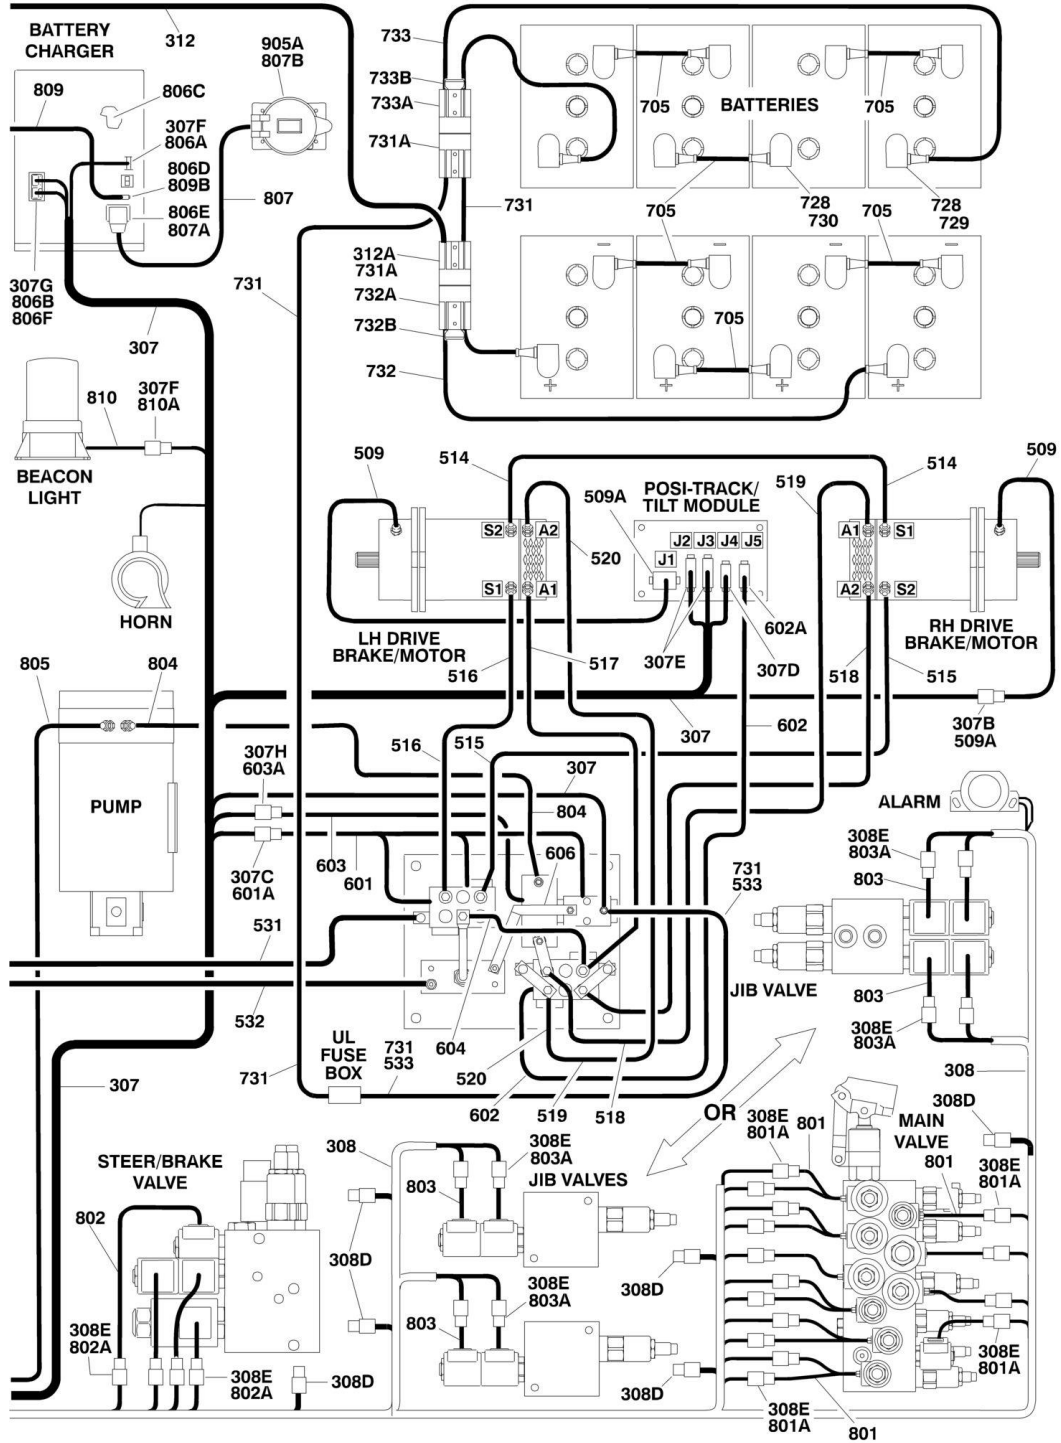 312
BATTERY
CHARGER
809
806C
307F
806A
806D
809B
806E
807A
307G
806B
806F
905A
807B
807
307
731
733
733B
733A
731A
731
312A
731A
732A
732B
732
BATTERIES
705
705
705
705
728
730
705
728
729
705
BEACON
LIGHT
810
307F
810A
HORN
509
514
S2
A2
S1
A1
520
LH DRIVE
BRAKE/MOTOR
509A
POSI-TRACK/
TILT MODULE
J1
J2
J3
J4
J5
307E
307D
602A
519
514
509
A1
S1
A2
S2
RH DRIVE
BRAKE/MOTOR
516
517
518
515
307
602
307B
509A
805
804
PUMP
307H
603A
307C
601A
516
515
307
804
603
601
606
731
533
531
532
604
520
602
519
518
UL
FUSE
BOX
731
533
731
307
ALARM
308E
803A
803
JIB VALVE
803
308E
803A
308
OR
STEER/BRAKE
VALVE
802
308E
802A
308E
802A
308D
308
308D
308E
803A
803
JIB VALVES
308E
803A
803
308D
308D
308E
801A
801
MAIN
VALVE
308D
801
308E
801A
308E
801A
308E
801A
801